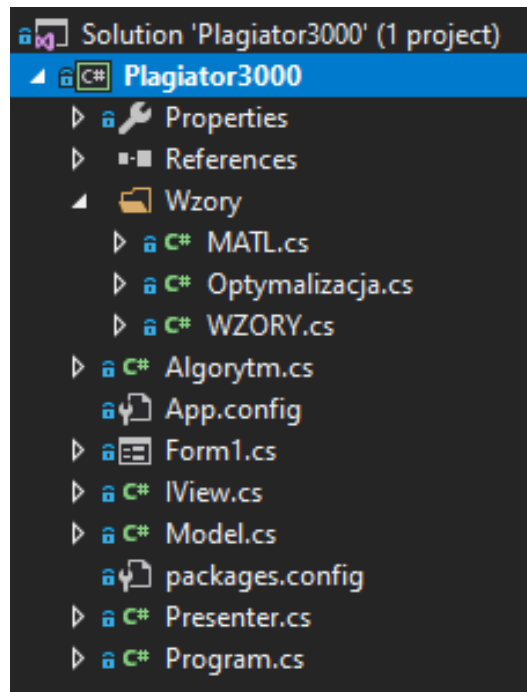 Solution 'Plagiator3000' (1 project)
C# Plagiator3000
Properties
References
Wzory
C# MATL.cs
C# Optymalizacja.cs
C# WZORY.cs
C# Algorytm.cs
App.config
Form1.cs
C# IView.cs
C# Model.cs
packages.config
C# Presenter.cs
C# Program.cs